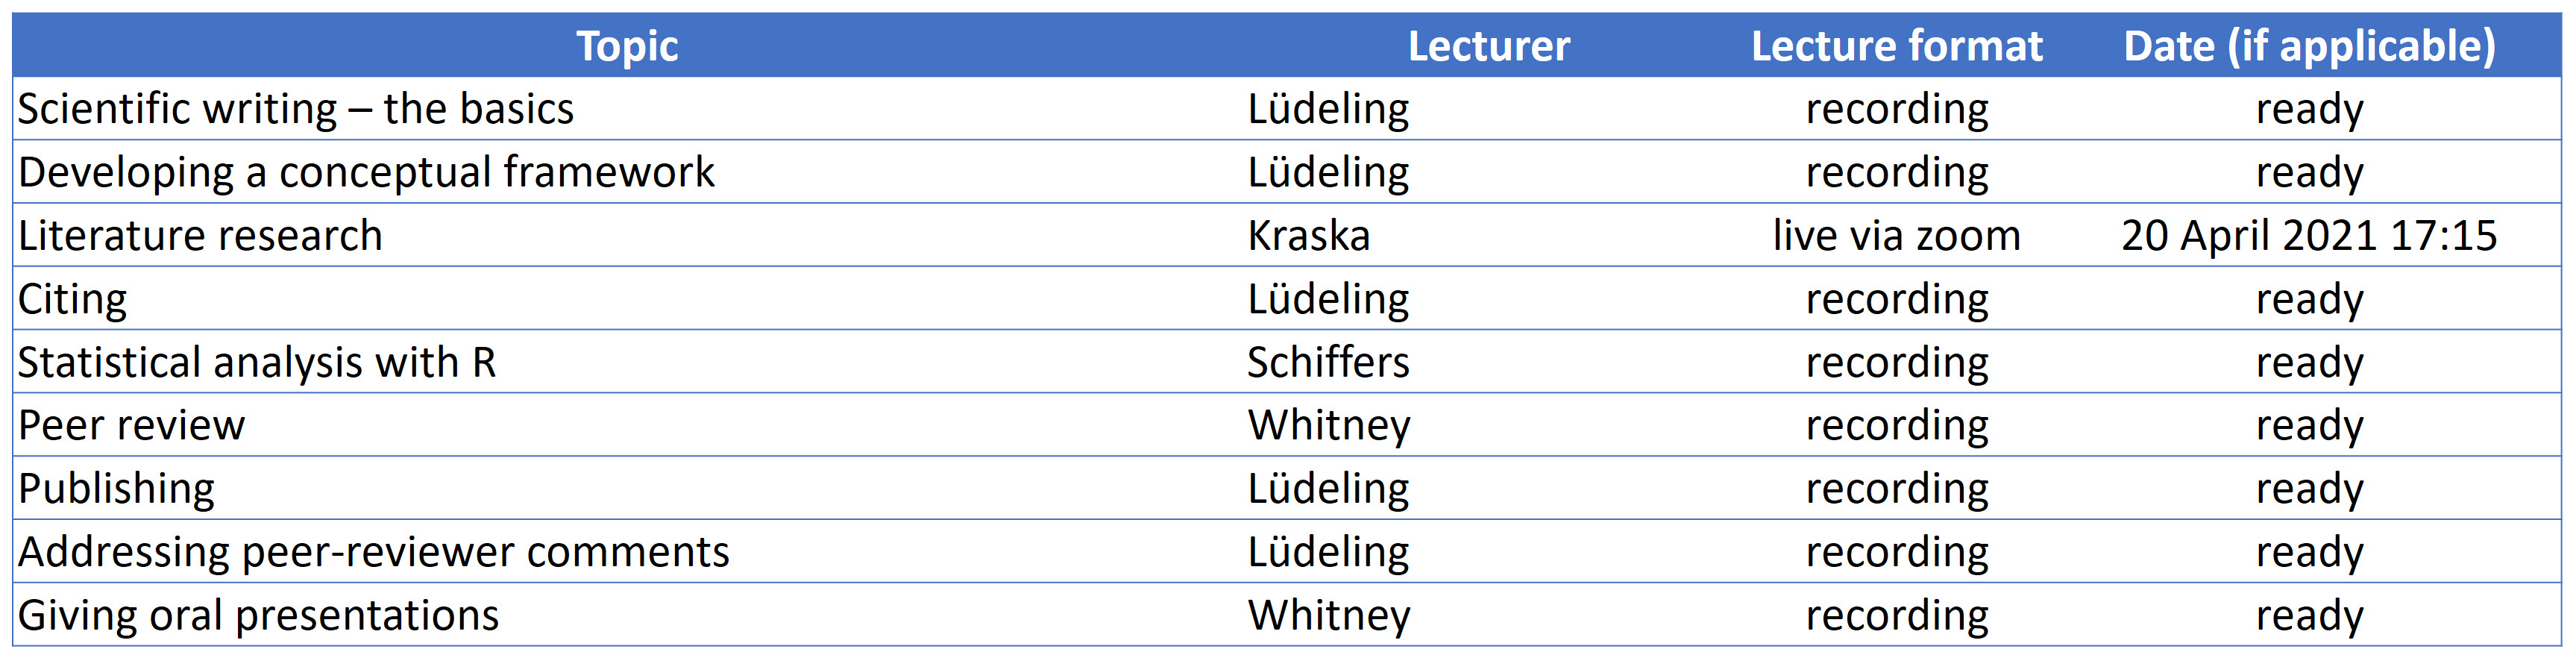 Topic Lecturer Lecture format Date (if applicable)
Scientific writing – the basics Lüdeling recording ready
Developing a conceptual framework Lüdeling recording ready
Literature research Kraska live via zoom 20 April 2021 17:15
Citing Lüdeling recording ready
Statistical analysis with R Schiffers recording ready
Peer review Whitney recording ready
Publishing Lüdeling recording ready
Addressing peer-reviewer comments Lüdeling recording ready
Giving oral presentations Whitney recording ready